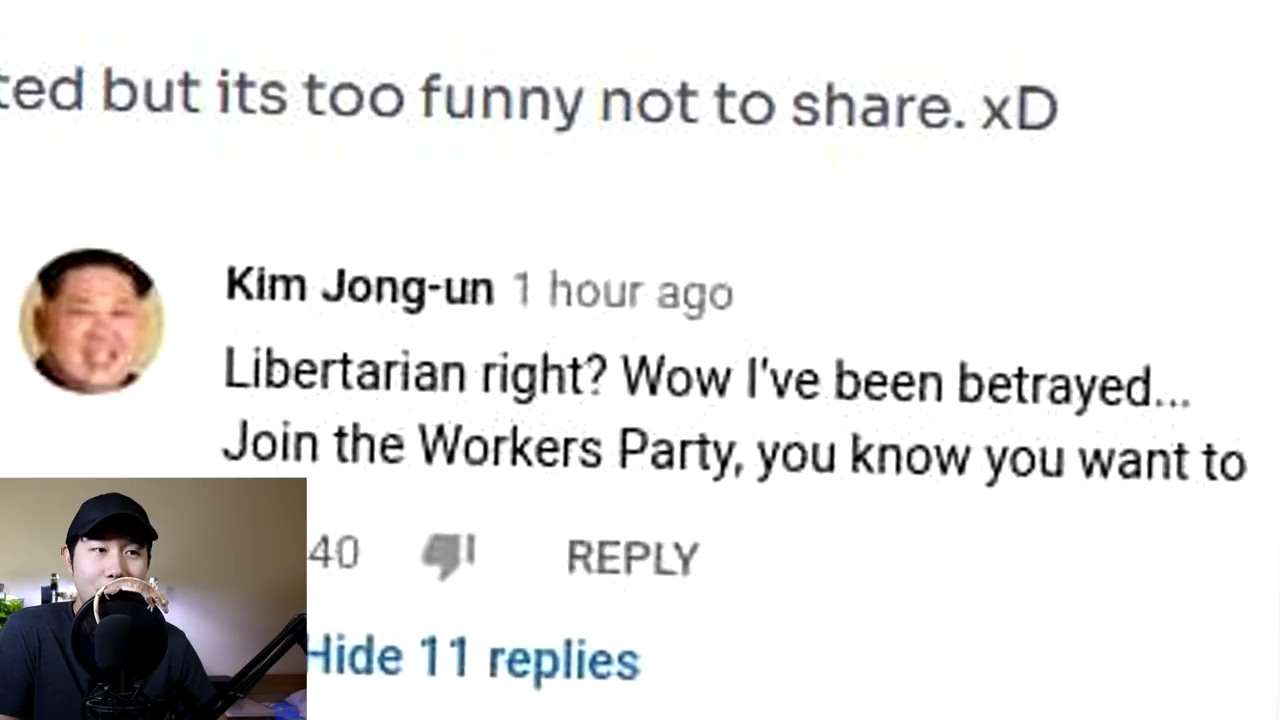 but its too funny not to share. xD
Kim Jong-un 1 hour ago
Libertarian right? Wow I've been betrayed...
Join the Workers Party, you know you want to
40 REPLY
Hide 11 replies